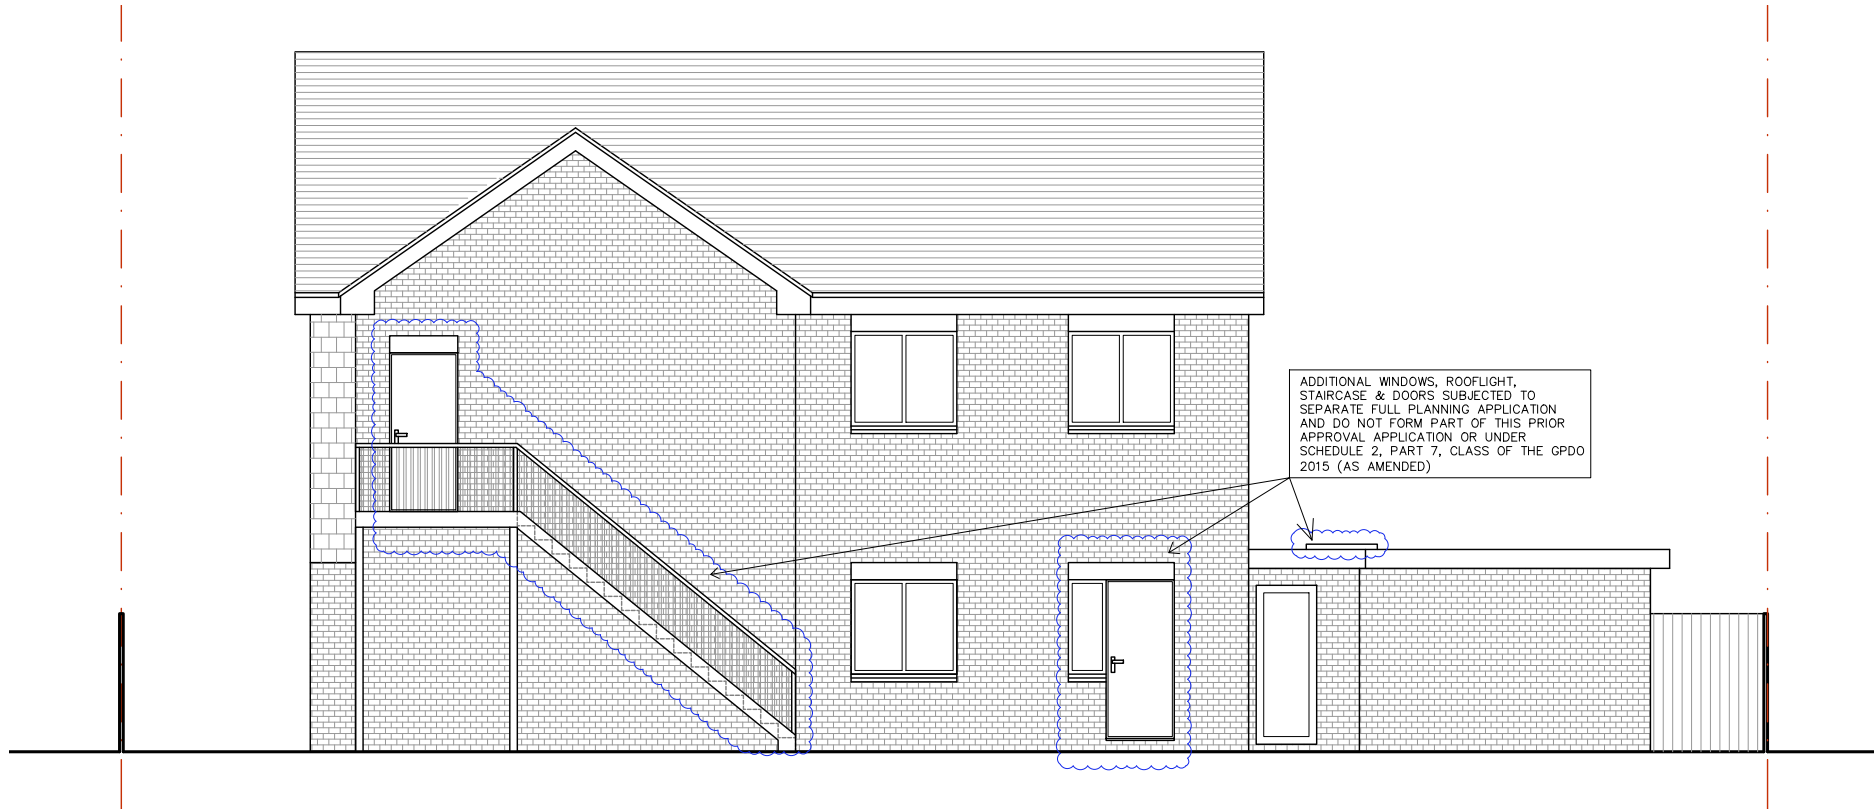 ADDITIONAL WINDOWS, ROOFLIGHT,
STAIRCASE & DOORS SUBJECTED TO
SEPARATE FULL PLANNING APPLICATION
AND DO NOT FORM PART OF THIS PRIOR
APPROVAL APPLICATION OR UNDER
SCHEDULE 2, PART 7, CLASS OF THE GPDO
2015 (AS AMENDED)